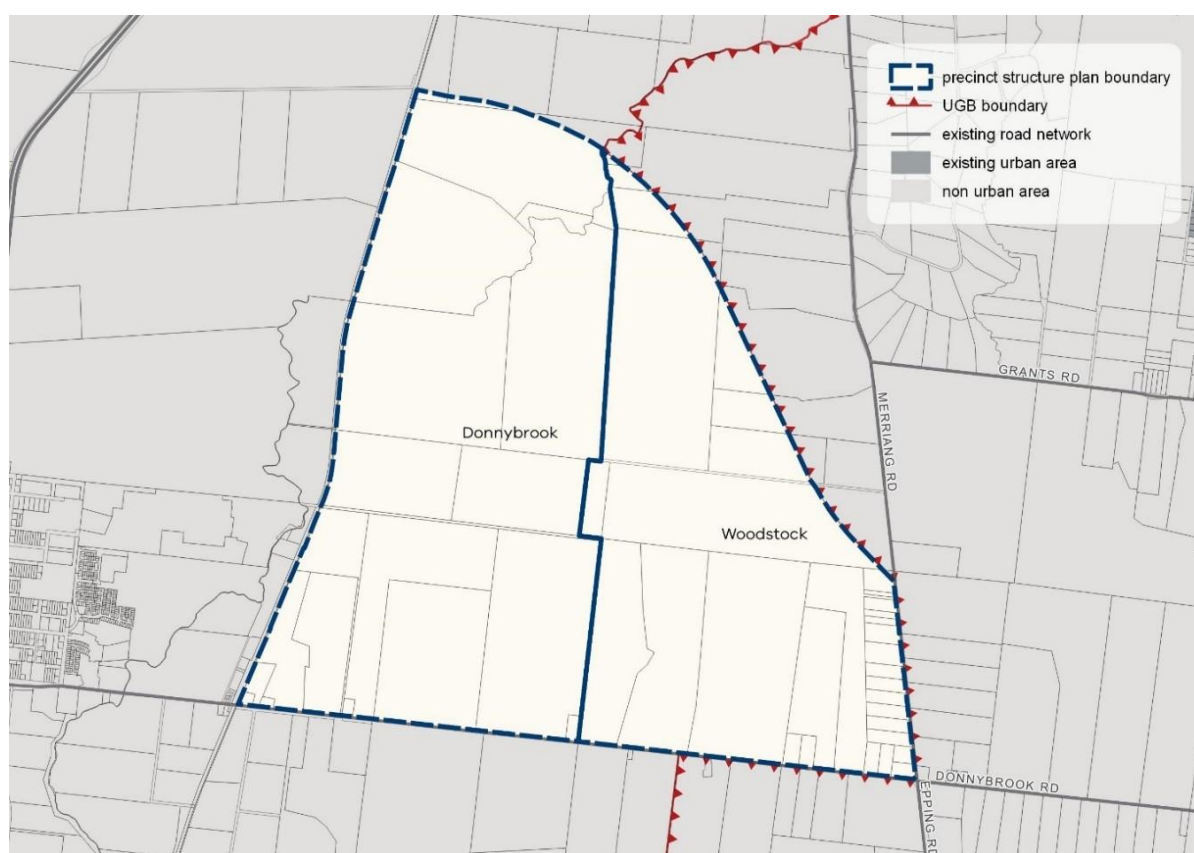 precinct structure plan boundary
UGB boundary
existing road network
existing urban area
non urban area
GRANTS RD
MERRIANG RD
Donnybrook
Woodstock
DONNYBROOK RD
EPPING RD